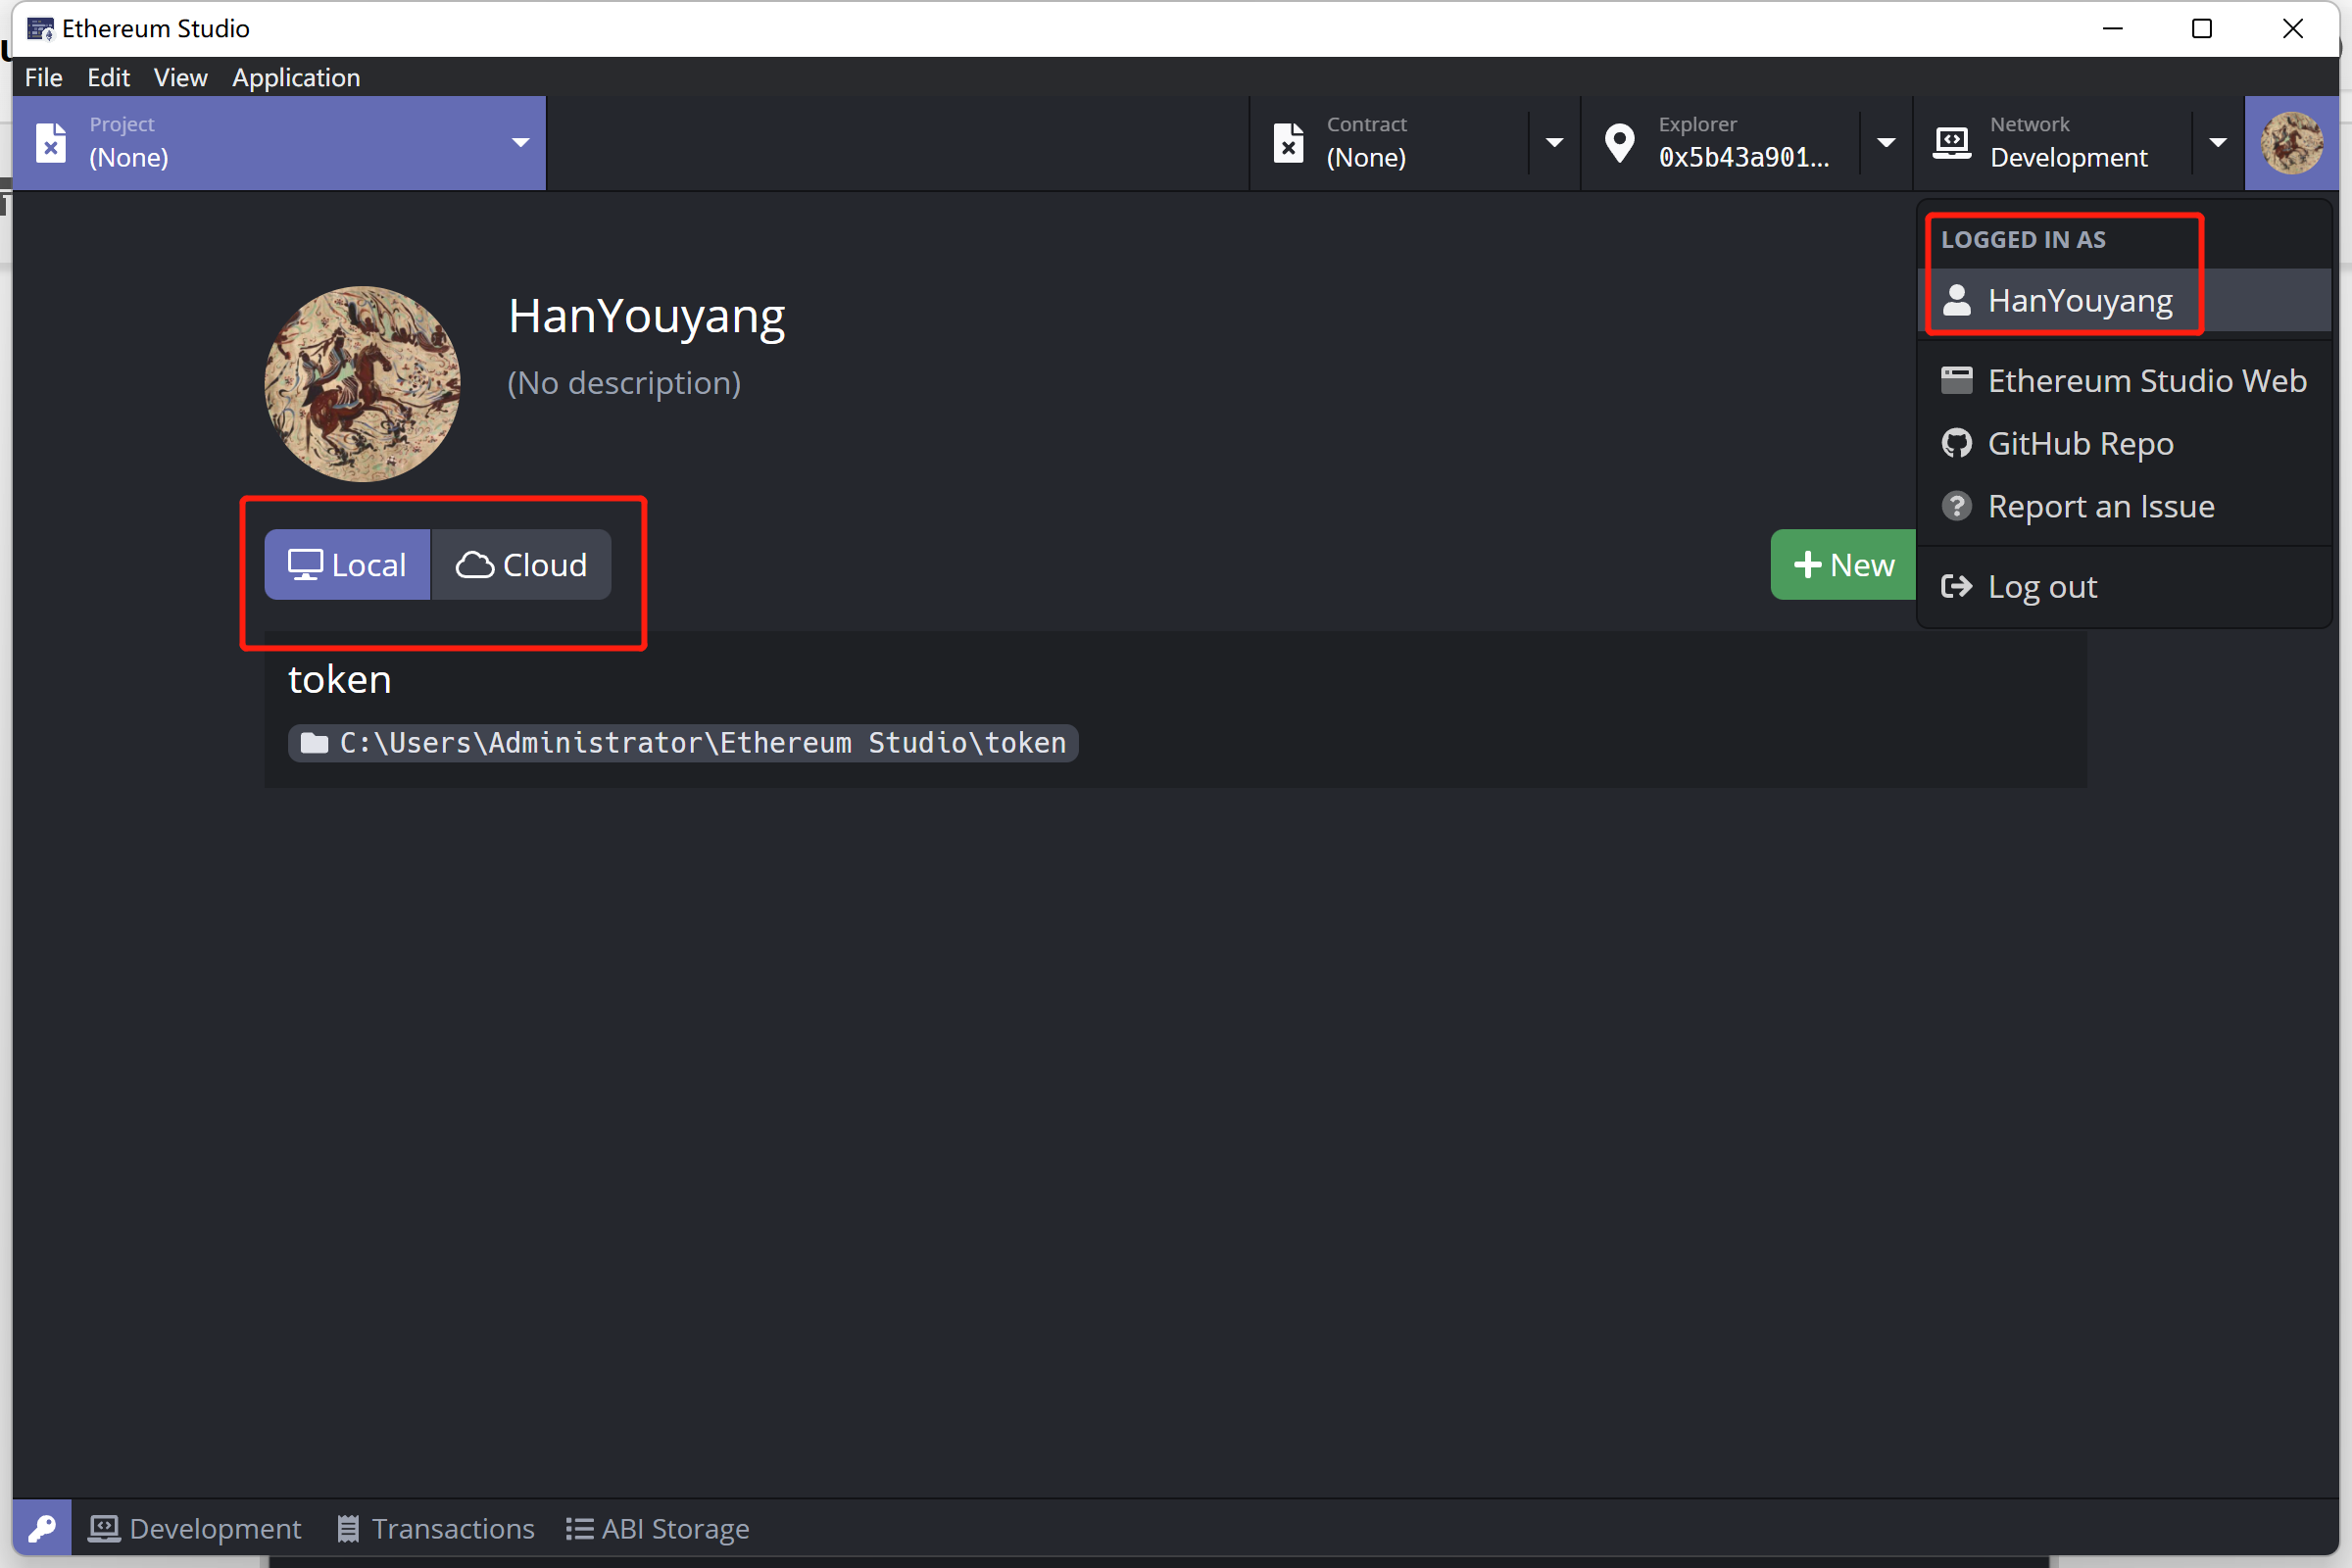 Ethereum Studio
File Edit View Application
Project
(None)
Contract
(None)
Explorer
0x5b43a901...
Network
Development
LOGGED IN AS
HanYouyang
Ethereum Studio Web
GitHub Repo
Report an Issue
Log out
HanYouyang
(No description)
Local
Cloud
New
token
C:\Users\Administrator\Ethereum Studio\token
Development
Transactions
ABI Storage